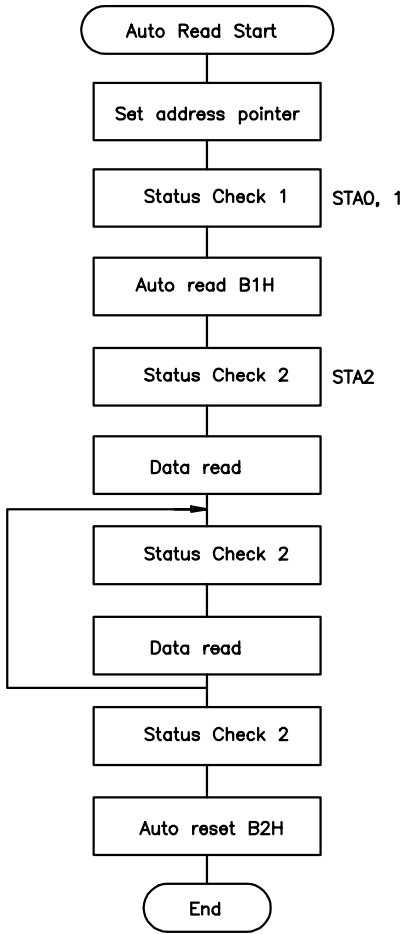 Auto Read Start
Set address pointer
Status Check 1
STA0, 1
Auto read B1H
Status Check 2
STA2
Data read
Status Check 2
Data read
Status Check 2
Auto reset B2H
End